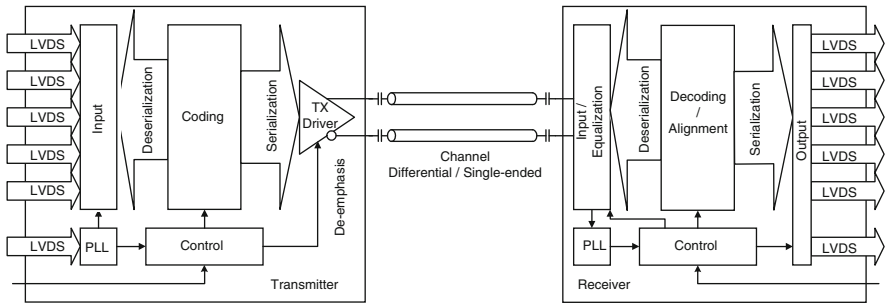 LVDS
LVDS
LVDS
LVDS
LVDS
LVDS
Input
Deserialization
Coding
Serialization
TX
Driver
De-emphasis
PLL
Control
Transmitter
Channel
Differential / Single-ended
Input /
Equalization
Deserialization
Decoding
/
Alignment
Serialization
Output
PLL
Control
Receiver
LVDS
LVDS
LVDS
LVDS
LVDS
LVDS